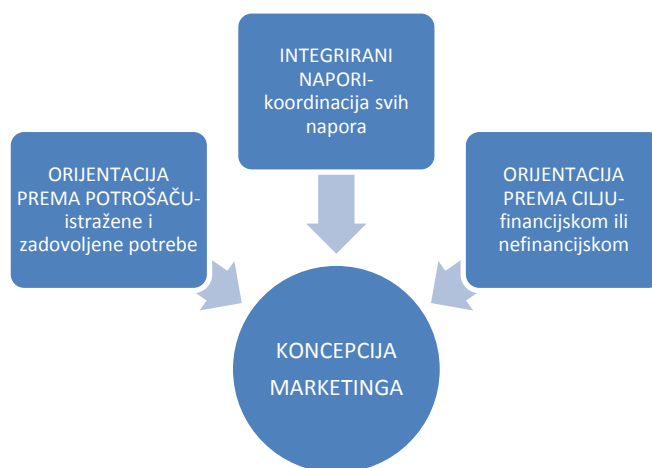 INTEGRIRANI
NAPORI-
koordinacija svih
napora
ORIJENTACIJA
PREMA POTROŠAČU-
istražene i
zadovoljene potrebe
ORIJENTACIJA
PREMA CILJU-
financijskom ili
nefinancijskom
KONCEPCIJA
MARKETINGA